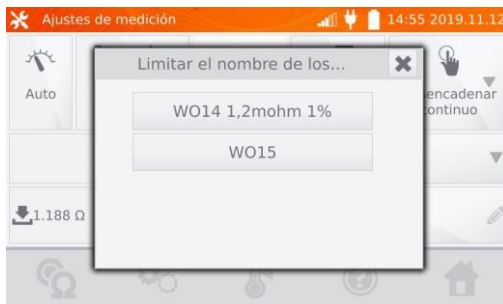 Ajustes de medición
14:55 2019.11.12
Limitar el nombre de los...
Auto
encadenar
continuo
WO14 1,2mohm 1%
WO15
1.188 Ω